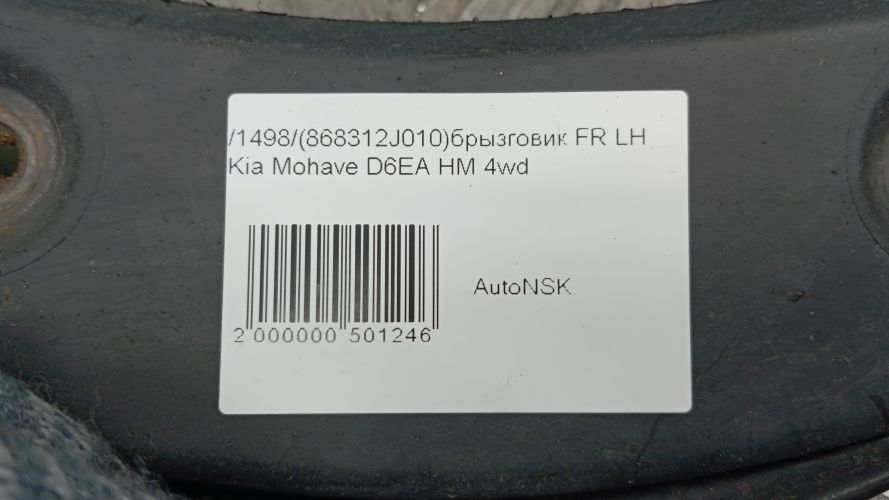 /1498/(868312J010)брызговик FR LH
Kia Mohave D6EA HM 4wd
AutoNSK
2 000000 501246